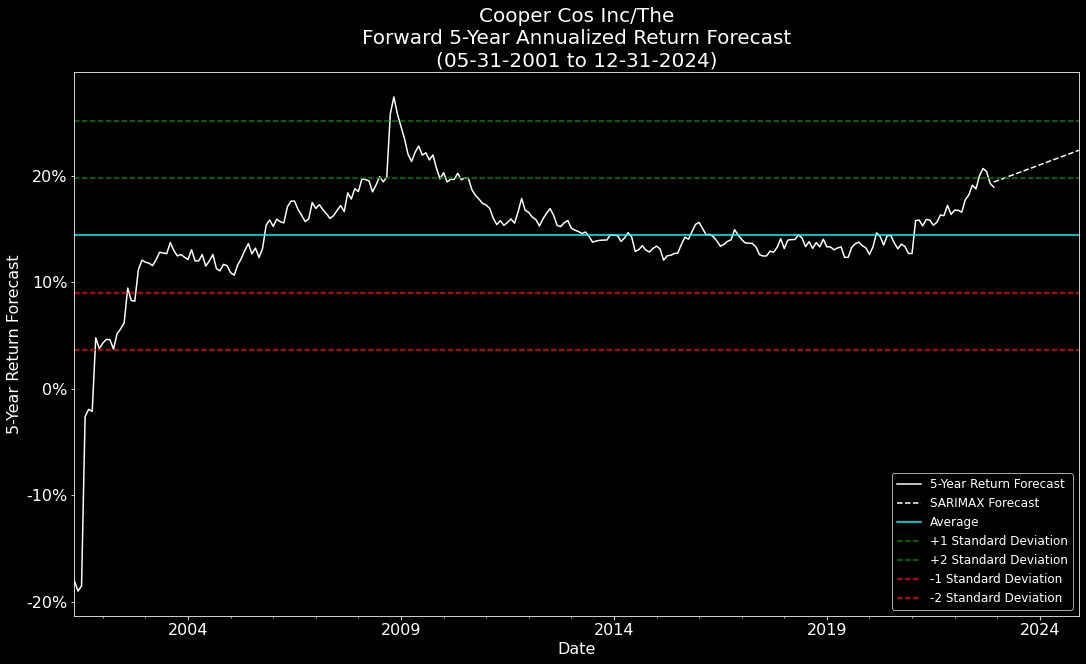 Cooper Cos Inc/The
Forward 5-Year Annualized Return Forecast
(05-31-2001 to 12-31-2024)
5-Year Return Forecast
20%
10%
0%
-10%
-20%
5-Year Return Forecast
SARIMAX Forecast
Average
+1 Standard Deviation
+2 Standard Deviation
-1 Standard Deviation
-2 Standard Deviation
2004
2009
2014
2019
2024
Date